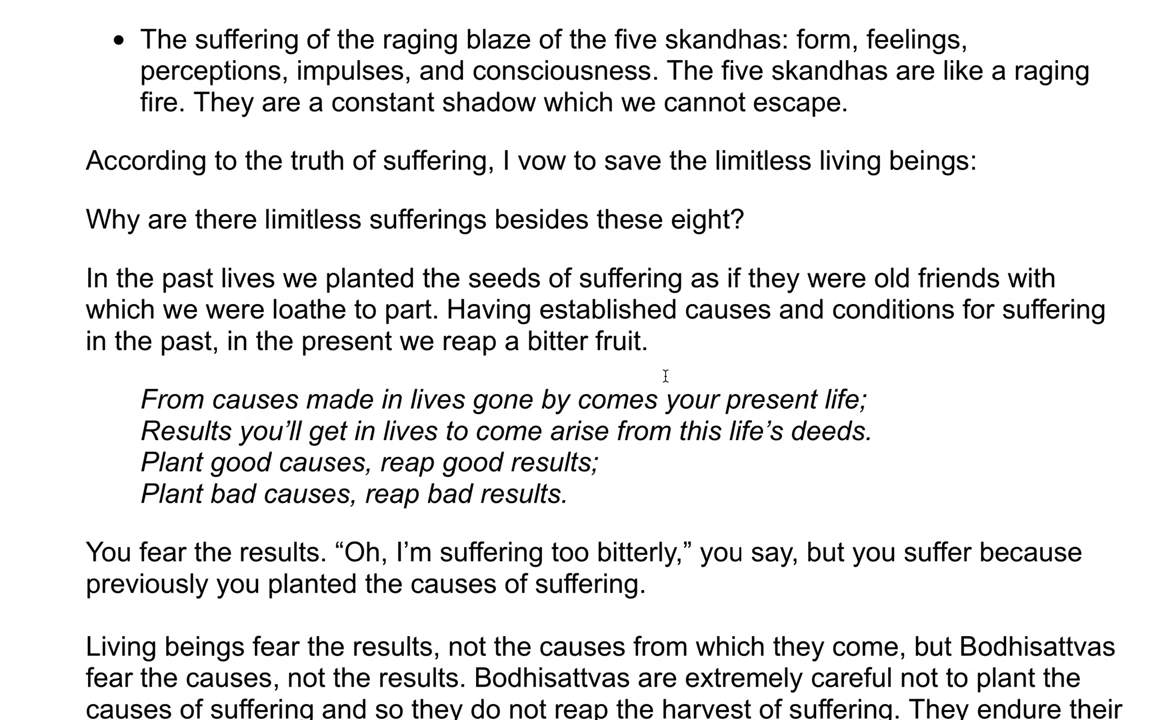 • The suffering of the raging blaze of the five skandhas: form, feelings,
perceptions, impulses, and consciousness. The five skandhas are like a raging
fire. They are a constant shadow which we cannot escape.
According to the truth of suffering, I vow to save the limitless living beings:
Why are there limitless sufferings besides these eight?
In the past lives we planted the seeds of suffering as if they were old friends with
which we were loathe to part. Having established causes and conditions for suffering
in the past, in the present we reap a bitter fruit.
From causes made in lives gone by comes your present life;
Results you’ll get in lives to come arise from this life’s deeds.
Plant good causes, reap good results;
Plant bad causes, reap bad results.
You fear the results. “Oh, I’m suffering too bitterly,” you say, but you suffer because
previously you planted the causes of suffering.
Living beings fear the results, not the causes from which they come, but Bodhisattvas
fear the causes, not the results. Bodhisattvas are extremely careful not to plant the
causes of suffering and so they do not reap the harvest of suffering. They endure their